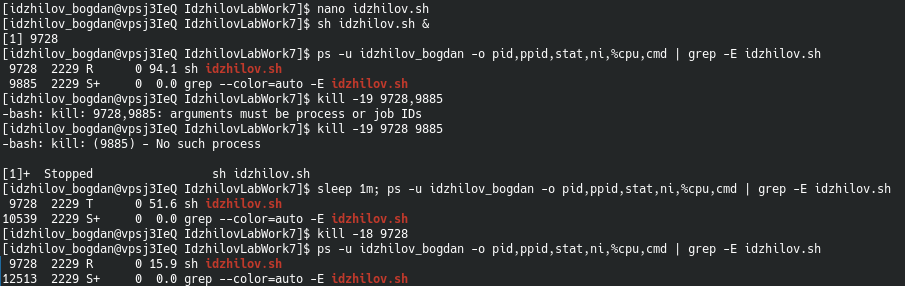 [idzhilov_bogdan@vpsj3IeQ IdzhilovLabWork7]$ nano idzhilov.sh
[idzhilov_bogdan@vpsj3IeQ IdzhilovLabWork7]$ sh idzhilov.sh &
[1] 9728
[idzhilov_bogdan@vpsj3IeQ IdzhilovLabWork7]$ ps -u idzhilov_bogdan -o pid,ppid,stat,ni,%cpu,cmd | grep -E idzhilov.sh
 9728  2229 R      0 94.1 sh idzhilov.sh
 9885  2229 S+     0  0.0 grep --color=auto -E idzhilov.sh
[idzhilov_bogdan@vpsj3IeQ IdzhilovLabWork7]$ kill -19 9728,9885
-bash: kill: 9728,9885: arguments must be process or job IDs
[idzhilov_bogdan@vpsj3IeQ IdzhilovLabWork7]$ kill -19 9728 9885
-bash: kill: (9885) - No such process
[1]+  Stopped                 sh idzhilov.sh
[idzhilov_bogdan@vpsj3IeQ IdzhilovLabWork7]$ sleep 1m; ps -u idzhilov_bogdan -o pid,ppid,stat,ni,%cpu,cmd | grep -E idzhilov.sh
 9728  2229 T      0 51.6 sh idzhilov.sh
10539  2229 S+     0  0.0 grep --color=auto -E idzhilov.sh
[idzhilov_bogdan@vpsj3IeQ IdzhilovLabWork7]$ kill -18 9728
[idzhilov_bogdan@vpsj3IeQ IdzhilovLabWork7]$ ps -u idzhilov_bogdan -o pid,ppid,stat,ni,%cpu,cmd | grep -E idzhilov.sh
 9728  2229 R      0 15.9 sh idzhilov.sh
12513  2229 S+     0  0.0 grep --color=auto -E idzhilov.sh